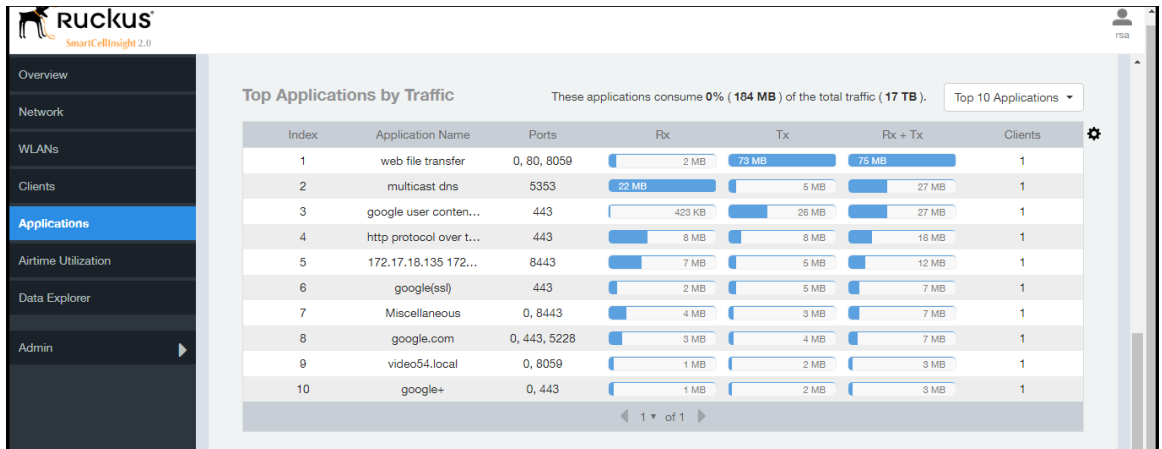 RUCKUS
SmartCellInsight 2.0
rsa
Overview
Network
WLANs
Clients
Applications
Airtime Utilization
Data Explorer
Admin
Top Applications by Traffic
These applications consume 0% ( 184 MB ) of the total traffic ( 17 TB ).
Top 10 Applications
Index Application Name Ports Rx Tx Rx + Tx Clients
1 web file transfer 0, 80, 8059 2 MB 73 MB 75 MB 1
2 multicast dns 5353 22 MB 5 MB 27 MB 1
3 google user conten... 443 423 KB 26 MB 27 MB 1
4 http protocol over t... 443 8 MB 8 MB 16 MB 1
5 172.17.18.135 172... 8443 7 MB 5 MB 12 MB 1
6 google(ssl) 443 2 MB 5 MB 7 MB 1
7 Miscellaneous 0, 8443 4 MB 3 MB 7 MB 1
8 google.com 0, 443, 5228 3 MB 4 MB 7 MB 1
9 video54.local 0, 8059 1 MB 2 MB 3 MB 1
10 google+ 0, 443 1 MB 2 MB 3 MB 1
1 of 1